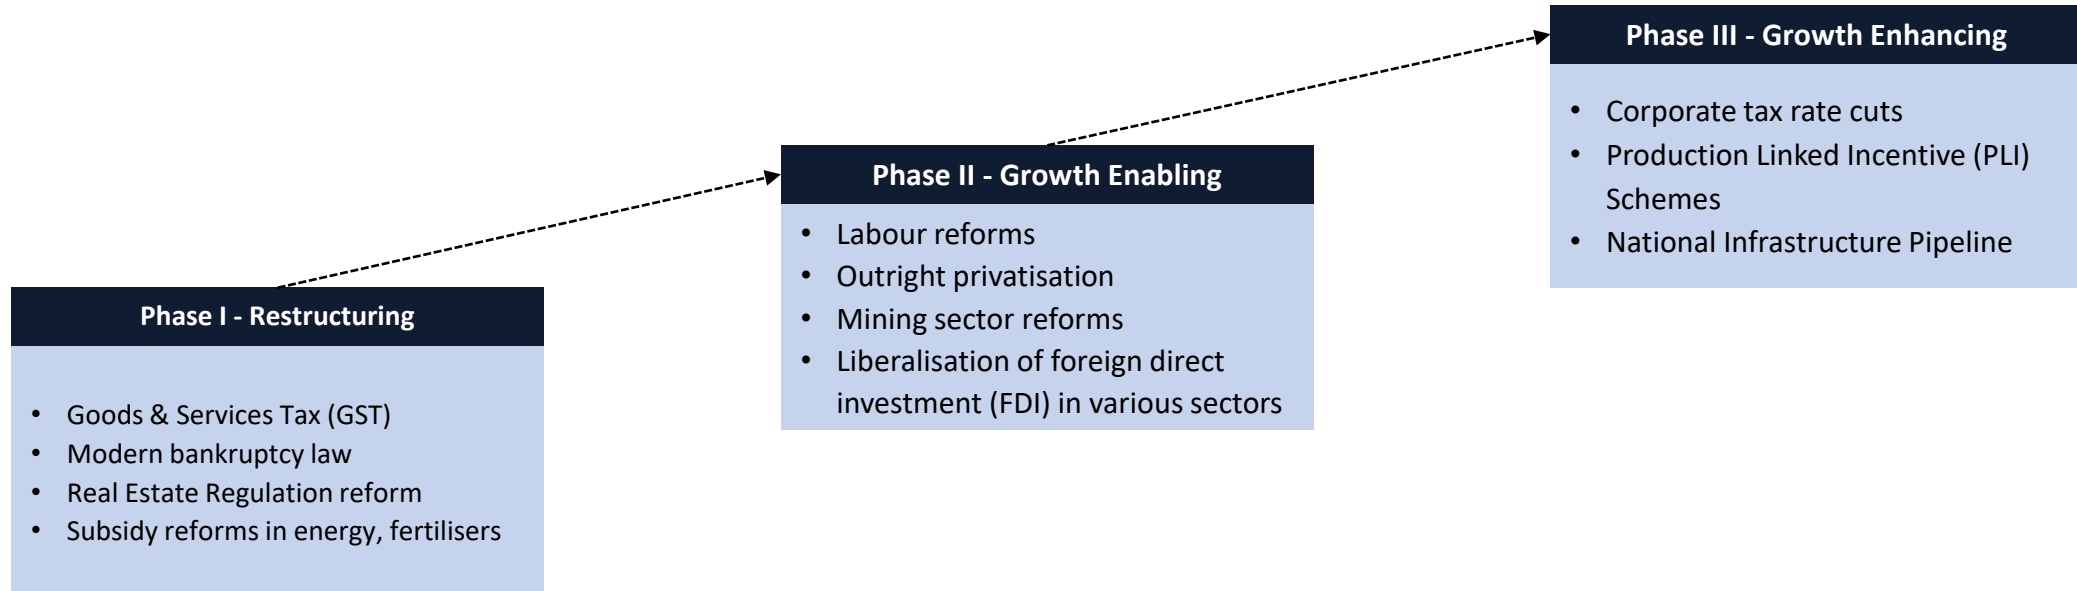 Phase I - Restructuring
• Goods & Services Tax (GST)
• Modern bankruptcy law
• Real Estate Regulation reform
• Subsidy reforms in energy, fertilisers
Phase II - Growth Enabling
• Labour reforms
• Outright privatisation
• Mining sector reforms
• Liberalisation of foreign direct
investment (FDI) in various sectors
Phase III - Growth Enhancing
• Corporate tax rate cuts
• Production Linked Incentive (PLI)
Schemes
• National Infrastructure Pipeline